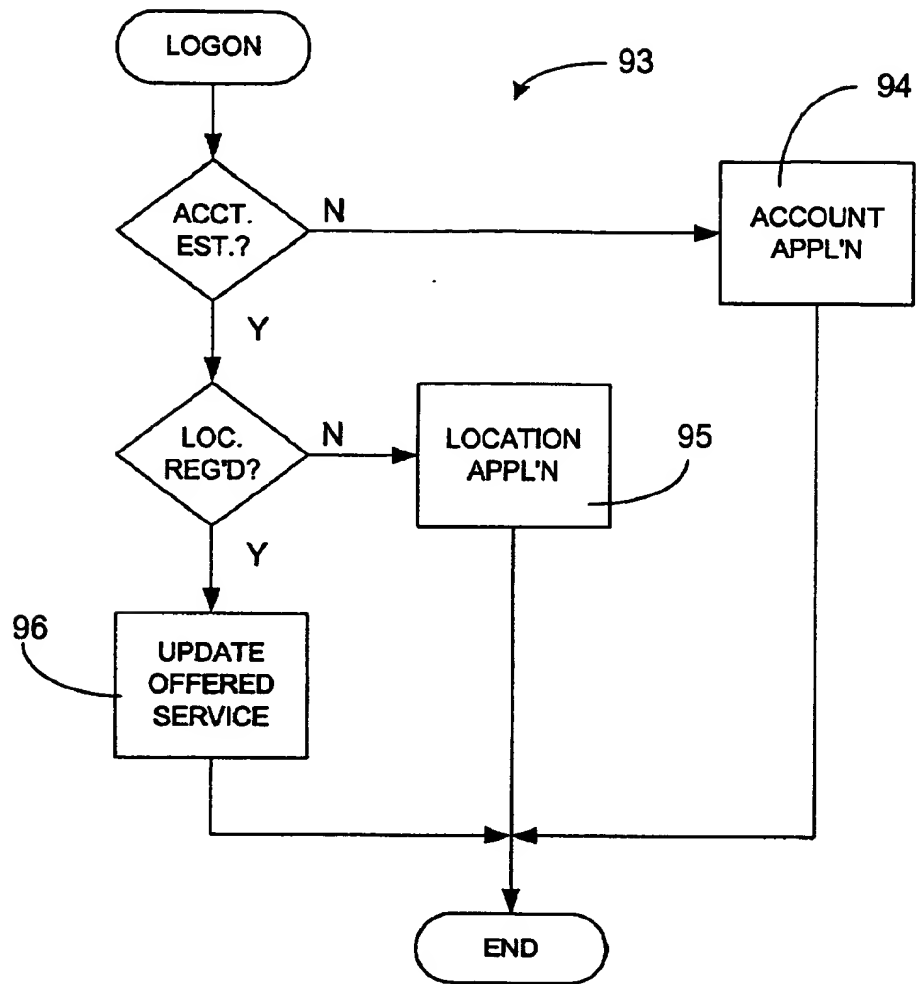 LOGON
93
94
ACCT.
EST.?
N
ACCOUNT
APPL'N
Y
LOC.
REG'D?
N
LOCATION
APPL'N
95
Y
96
UPDATE
OFFERED
SERVICE
END